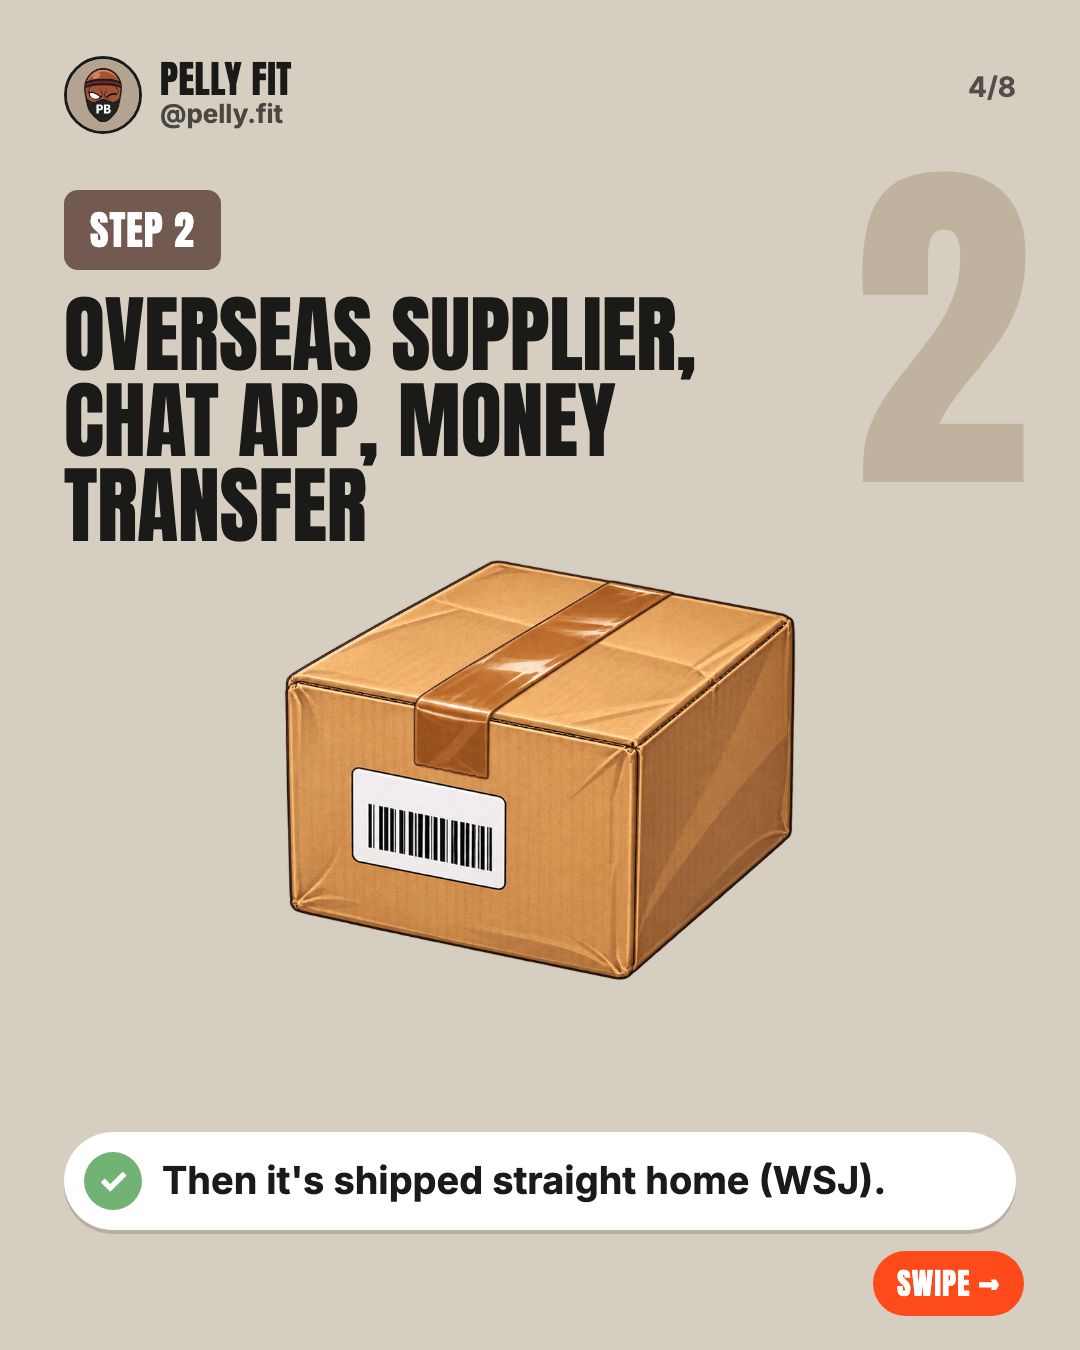 PELLY FIT
@pelly.fit
4/8
PB
STEP 2
2
OVERSEAS SUPPLIER,
CHAT APP, MONEY
TRANSFER
Then it's shipped straight home (WSJ).
SWIPE →